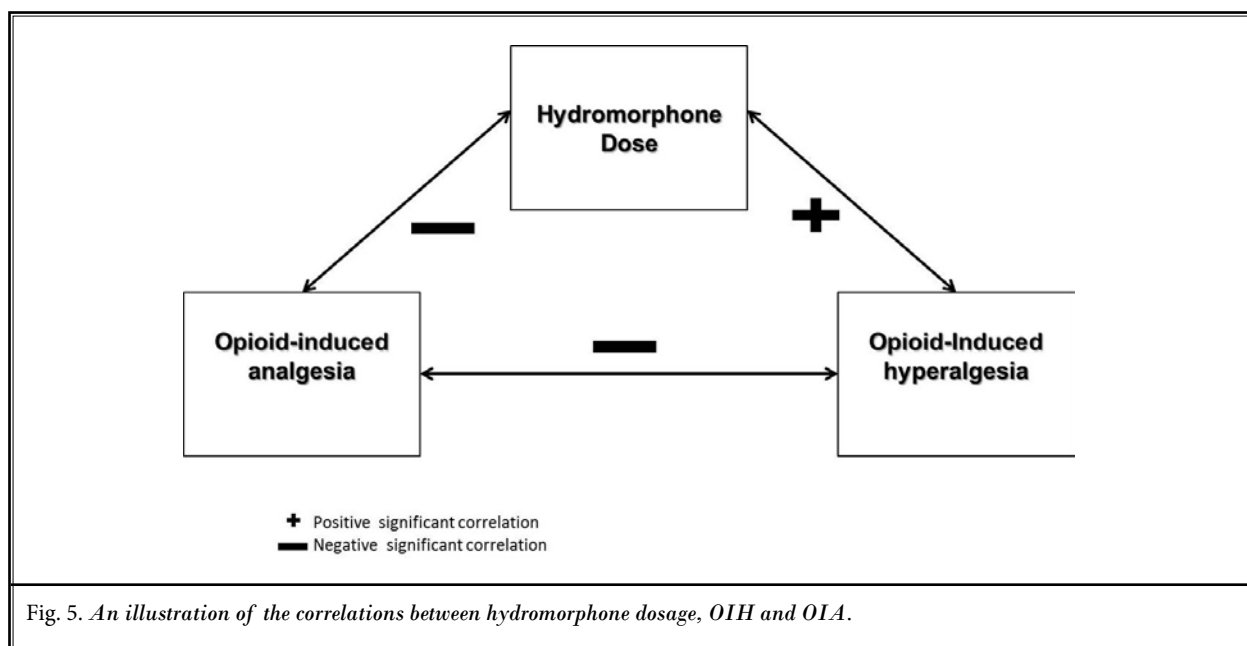 Hydromorphone
Dose
Opioid-induced
analgesia
Opioid-Induced
hyperalgesia
+ Positive significant correlation
− Negative significant correlation
Fig. 5. An illustration of the correlations between hydromorphone dosage, OIH and OIA.